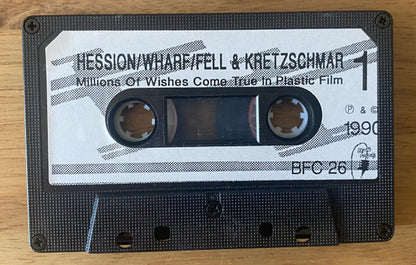 HESSION/WHARF/FELL & KRETZSCHMAR
Millions Of Wishes Come True In Plastic Film
1
℗ & ©
1990
BFC 26